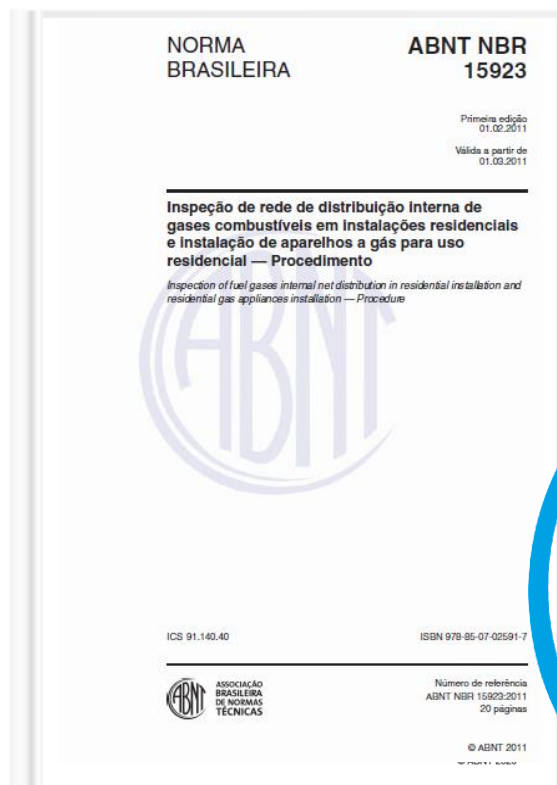 NORMA
BRASILEIRA
ABNT NBR
15923
Primeira edição
01.02.2011
Válida a partir de
01.03.2011
Inspeção de rede de distribuição interna de
gases combustíveis em instalações residenciais
e instalação de aparelhos a gás para uso
residencial — Procedimento
Inspection of fuel gases internal net distribution in residential installation and
residential gas appliances installation — Procedure
ABNT
ICS 91.140.40
ISBN 978-85-07-02591-7
ABNT
ASSOCIAÇÃO
BRASILEIRA
DE NORMAS
TÉCNICAS
Número de referência
ABNT NBR 15923:2011
20 páginas
© ABNT 2011